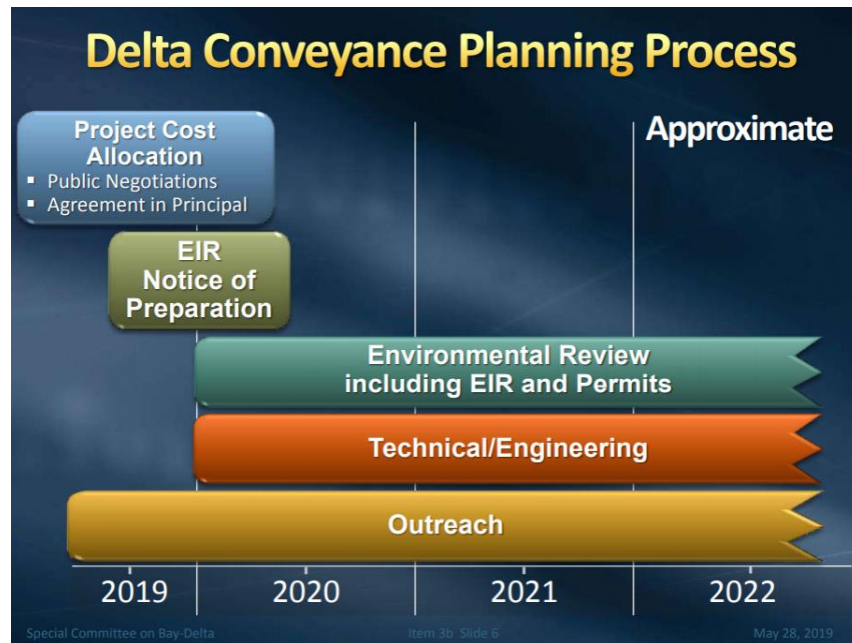 Delta Conveyance Planning Process
Project Cost
Allocation
▪ Public Negotiations
▪ Agreement in Principal
Approximate
EIR
Notice of
Preparation
Environmental Review
including EIR and Permits
Technical/Engineering
Outreach
2019 2020 2021 2022
Special Committee on Bay-Delta Item 3b Slide 6 May 28, 2019